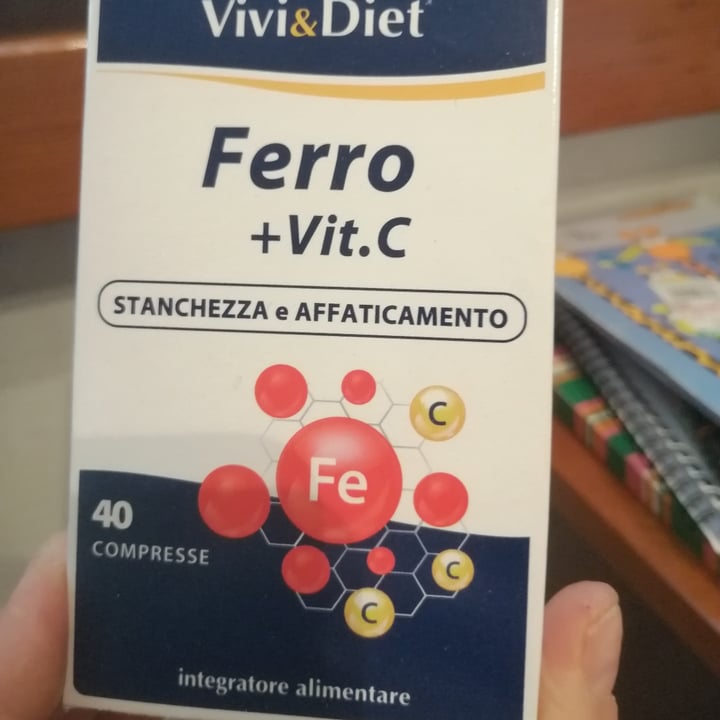 Vivi&Diet
Ferro
+Vit.C
STANCHEZZA e AFFATICAMENTO
C
Fe
40
COMPRESSE
C
C
integratore alimentare